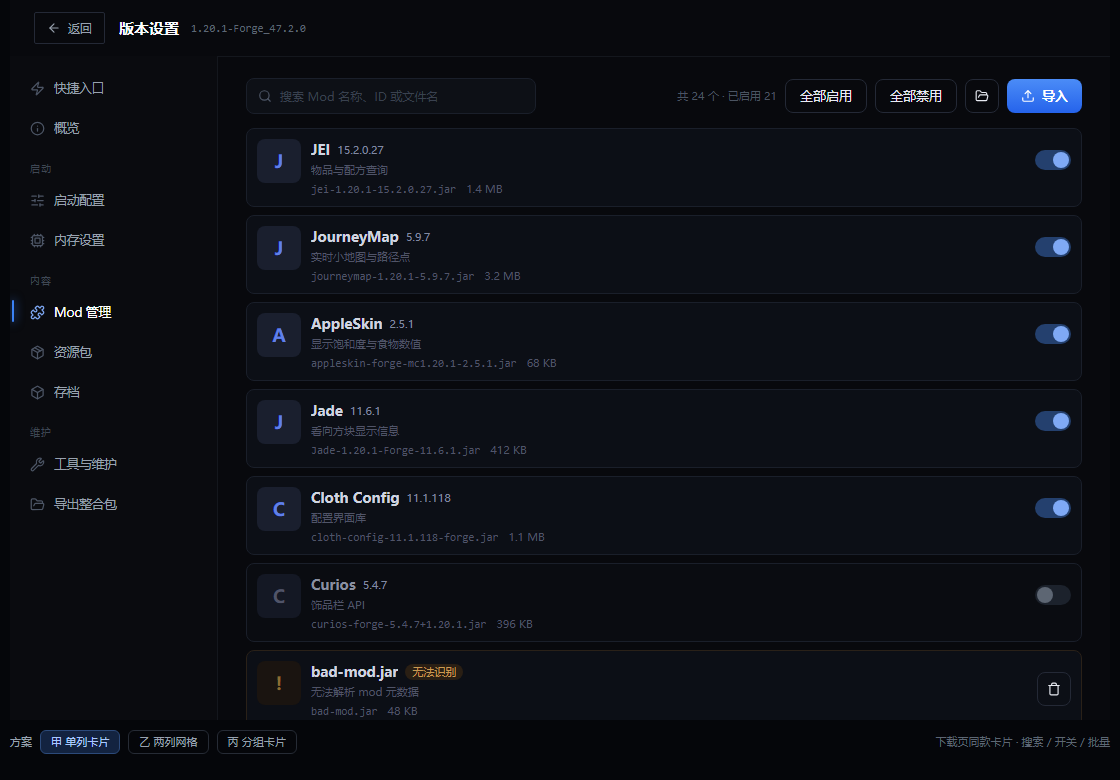 返回 版本设置 1.20.1-Forge_47.2.0
快捷入口
概览
启动
启动配置
内存设置
内容
Mod 管理
资源包
存档
维护
工具与维护
导出整合包
搜索 Mod 名称、ID 或文件名
共 24 个 · 已启用 21 全部启用 全部禁用 导入
J JEI 15.2.0.27
物品与配方查询
jei-1.20.1-15.2.0.27.jar 1.4 MB
J JourneyMap 5.9.7
实时小地图与路径点
journeymap-1.20.1-5.9.7.jar 3.2 MB
A AppleSkin 2.5.1
显示饱和度与食物数值
appleskin-forge-mc1.20.1-2.5.1.jar 68 KB
J Jade 11.6.1
看向方块显示信息
Jade-1.20.1-Forge-11.6.1.jar 412 KB
C Cloth Config 11.1.118
配置界面库
cloth-config-11.1.118-forge.jar 1.1 MB
C Curios 5.4.7
饰品栏 API
curios-forge-5.4.7+1.20.1.jar 396 KB
! bad-mod.jar 无法识别
无法解析 mod 元数据
bad-mod.jar 48 KB
方案 甲 单列卡片 乙 两列网格 丙 分组卡片 下载页同款卡片 · 搜索 / 开关 / 批量